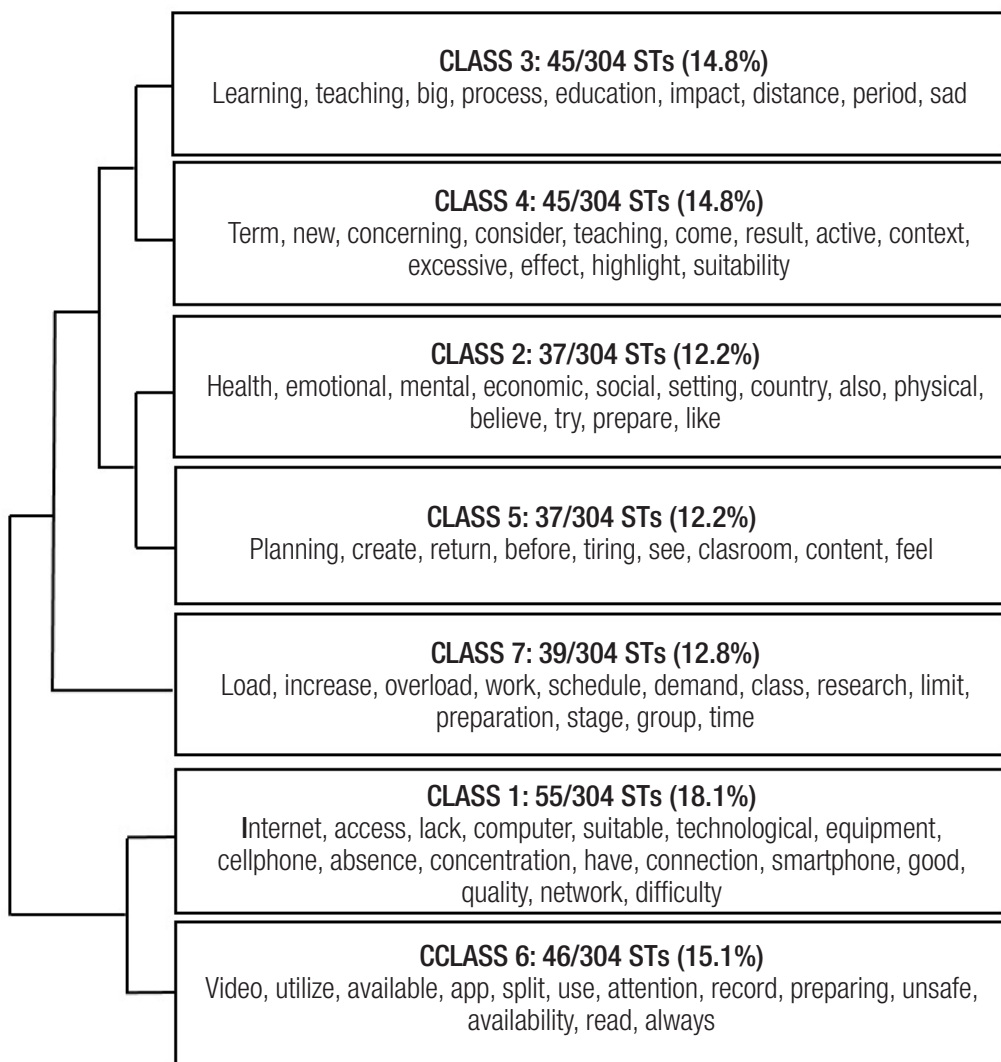 CLASS 3: 45/304 STs (14.8%)
Learning, teaching, big, process, education, impact, distance, period, sad
CLASS 4: 45/304 STs (14.8%)
Term, new, concerning, consider, teaching, come, result, active, context,
excessive, effect, highlight, suitability
CLASS 2: 37/304 STs (12.2%)
Health, emotional, mental, economic, social, setting, country, also, physical,
believe, try, prepare, like
CLASS 5: 37/304 STs (12.2%)
Planning, create, return, before, tiring, see, clasroom, content, feel
CLASS 7: 39/304 STs (12.8%)
Load, increase, overload, work, schedule, demand, class, research, limit,
preparation, stage, group, time
CLASS 1: 55/304 STs (18.1%)
Internet, access, lack, computer, suitable, technological, equipment,
cellphone, absence, concentration, have, connection, smartphone, good,
quality, network, difficulty
CCLASS 6: 46/304 STs (15.1%)
Video, utilize, available, app, split, use, attention, record, preparing, unsafe,
availability, read, always